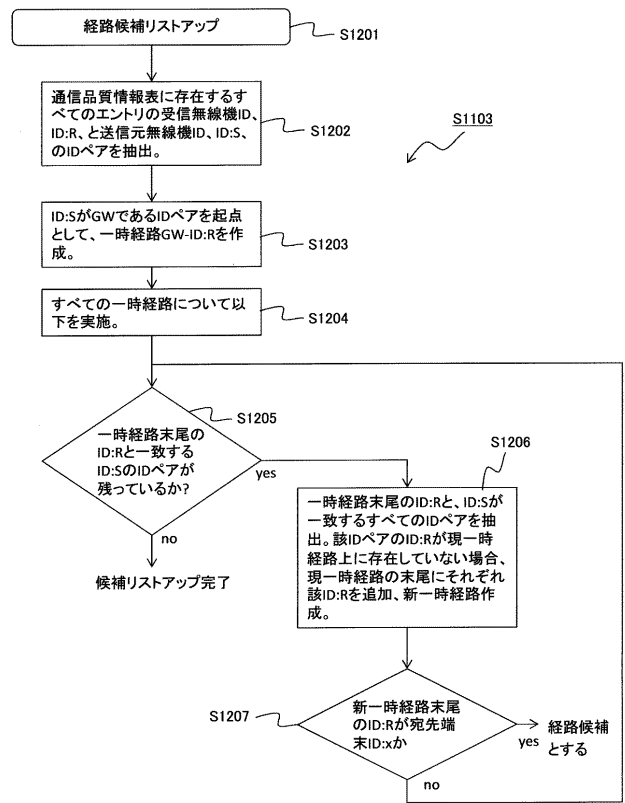 経路候補リストアップ
S1201
通信品質情報表に存在するす
べてのエントリの受信無線機ID、
ID:R、と送信元無線機ID、ID:S、
のIDペアを抽出。
S1202
S1103
ID:SがGWであるIDペアを起点
として、一時経路GW-ID:Rを作
成。
S1203
すべての一時経路について以
下を実施。
S1204
S1205
一時経路末尾の
ID:Rと一致する
ID:SのIDペアが
残っているか?
yes
no
候補リストアップ完了
S1206
一時経路末尾のID:Rと、ID:Sが
一致するすべてのIDペアを抽
出。該IDペアのID:Rが現一時
経路上に存在していない場合、
現一時経路の末尾にそれぞれ
該ID:Rを追加、新一時経路作
成。
S1207
新一時経路末尾
のID:Rが宛先端
末ID:xか
yes
経路候補
とする
no